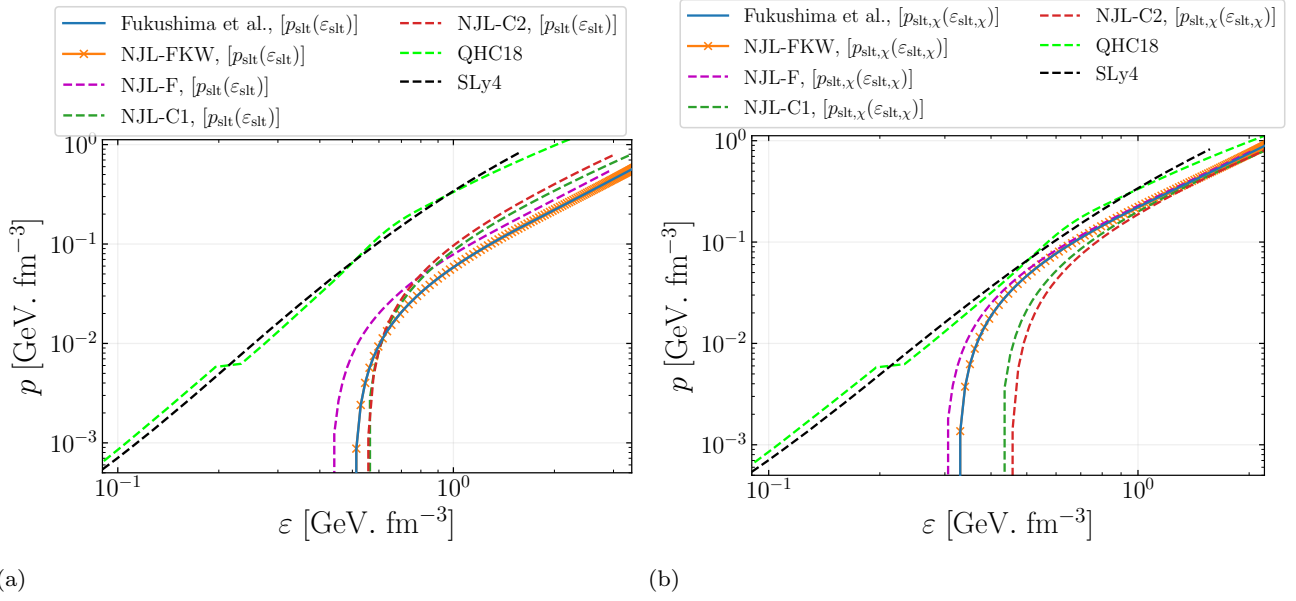 Fukushima et al., [p_slt(ε_slt)]
NJL-FKW, [p_slt(ε_slt)]
NJL-F, [p_slt(ε_slt)]
NJL-C1, [p_slt(ε_slt)]
NJL-C2, [p_slt(ε_slt)]
QHC18
SLy4
10^0
10^−1
10^−2
10^−3
p [GeV. fm^−3]
10^−1
10^0
ε [GeV. fm^−3]
(a)
Fukushima et al., [p_slt,χ(ε_slt,χ)]
NJL-FKW, [p_slt,χ(ε_slt,χ)]
NJL-F, [p_slt,χ(ε_slt,χ)]
NJL-C1, [p_slt,χ(ε_slt,χ)]
NJL-C2, [p_slt,χ(ε_slt,χ)]
QHC18
SLy4
10^0
10^−1
10^−2
10^−3
p [GeV. fm^−3]
10^−1
10^0
ε [GeV. fm^−3]
(b)